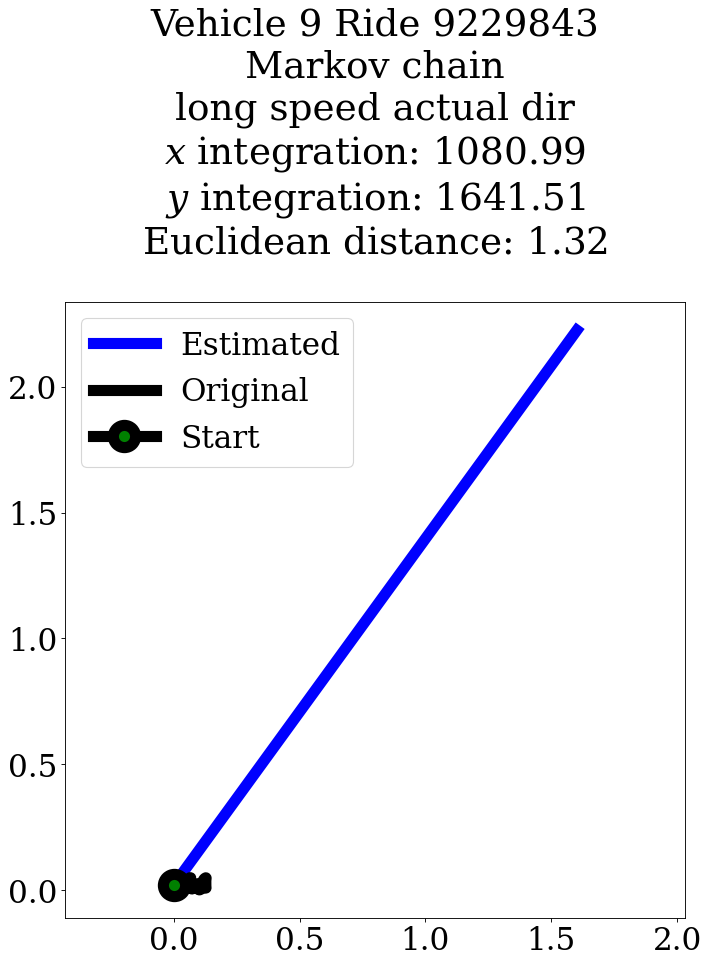 Vehicle 9 Ride 9229843
Markov chain
long speed actual dir
x integration: 1080.99
y integration: 1641.51
Euclidean distance: 1.32
Estimated
Original
Start
2.0
1.5
1.0
0.5
0.0
0.0 0.5 1.0 1.5 2.0